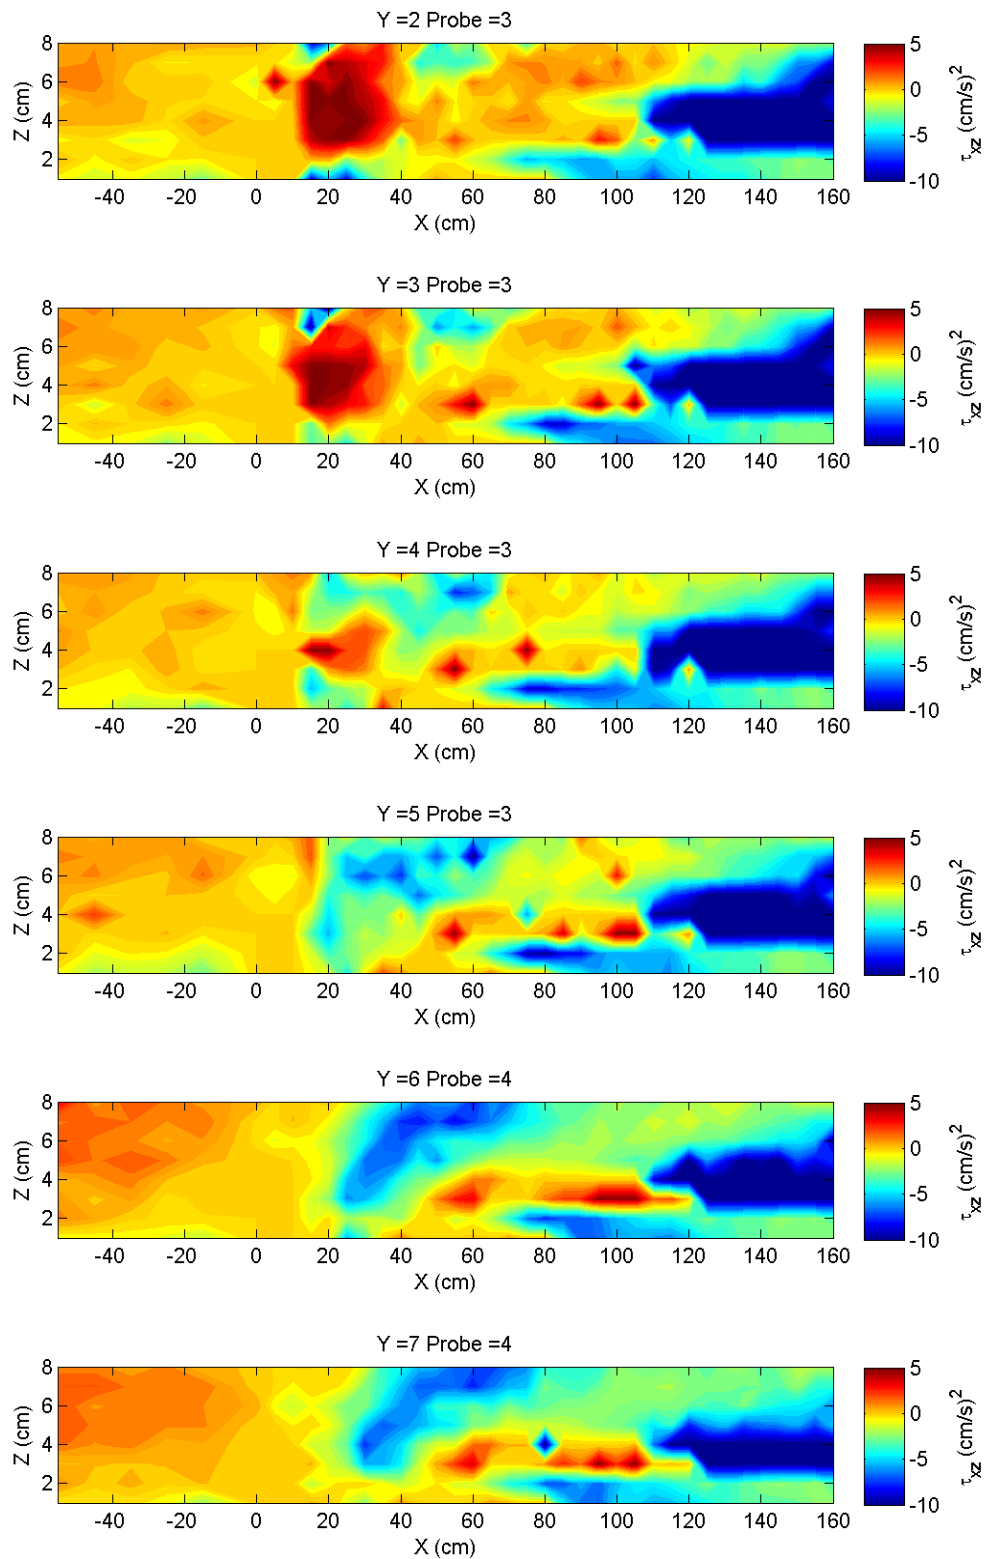 Y =2 Probe =3
8
6
4
2
Z (cm)
-40 -20 0 20 40 60 80 100 120 140 160
X (cm)
5
0
-5
-10
τxz (cm/s)²
Y =3 Probe =3
8
6
4
2
Z (cm)
-40 -20 0 20 40 60 80 100 120 140 160
X (cm)
5
0
-5
-10
τxz (cm/s)²
Y =4 Probe =3
8
6
4
2
Z (cm)
-40 -20 0 20 40 60 80 100 120 140 160
X (cm)
5
0
-5
-10
τxz (cm/s)²
Y =5 Probe =3
8
6
4
2
Z (cm)
-40 -20 0 20 40 60 80 100 120 140 160
X (cm)
5
0
-5
-10
τxz (cm/s)²
Y =6 Probe =4
8
6
4
2
Z (cm)
-40 -20 0 20 40 60 80 100 120 140 160
X (cm)
5
0
-5
-10
τxz (cm/s)²
Y =7 Probe =4
8
6
4
2
Z (cm)
-40 -20 0 20 40 60 80 100 120 140 160
X (cm)
5
0
-5
-10
τxz (cm/s)²